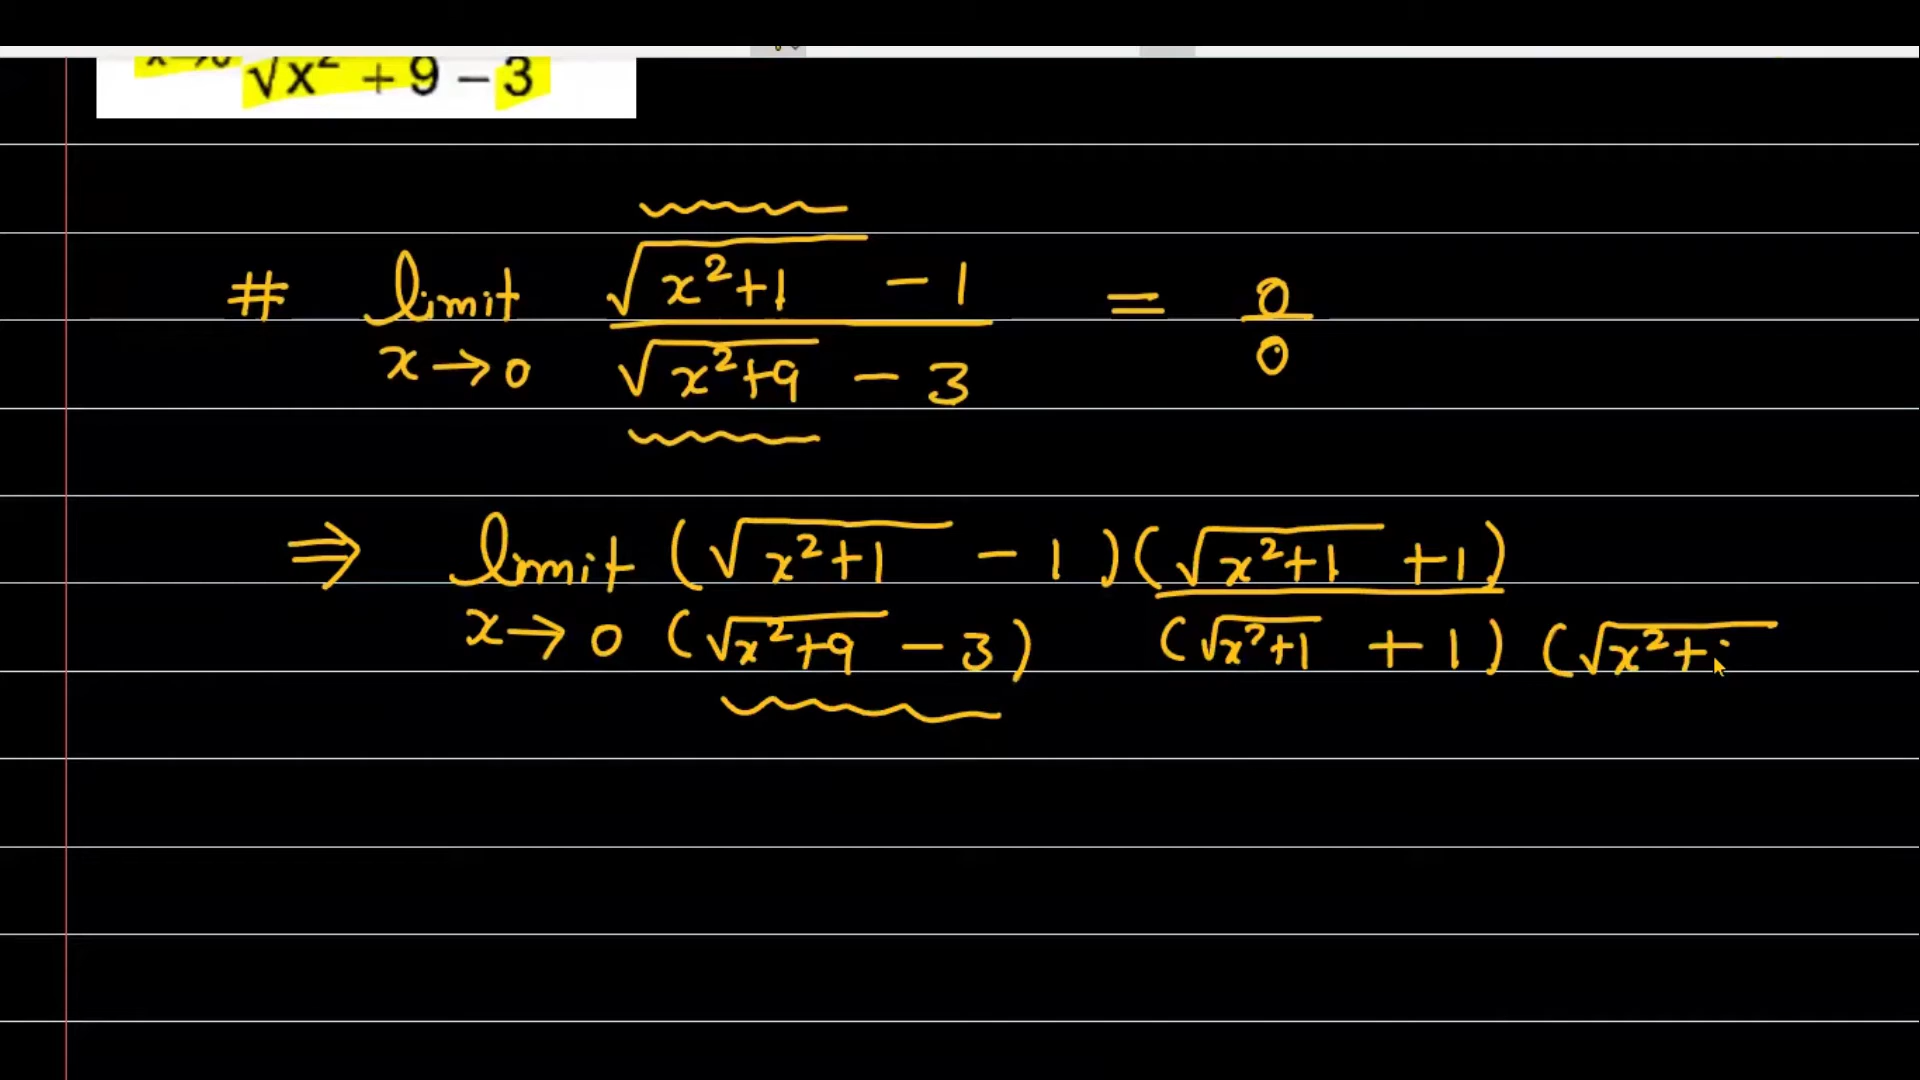 x→0 √x² + 9 – 3
# limit √x²+1 - 1 = 0
x→0 √x²+9 - 3 0
⇒ limit (√x²+1 - 1)(√x²+1 + 1)
x→0 (√x²+9 - 3) (√x²+1 + 1) (√x²+